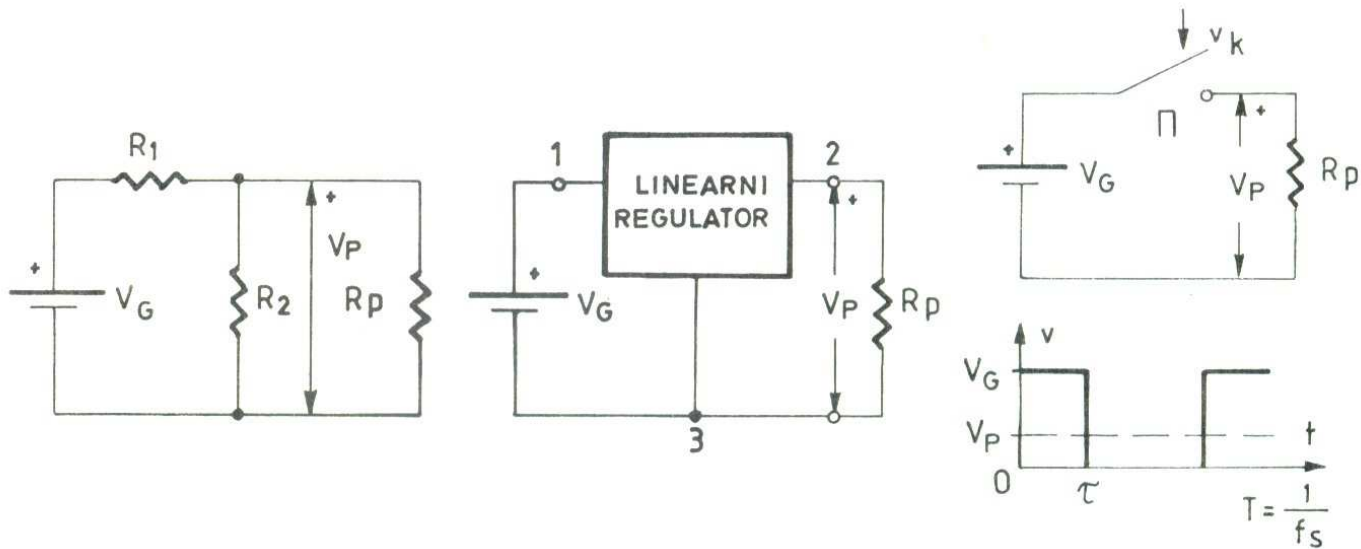 R1
+
VG
R2
+
VP
Rp
1
LINEARNI
REGULATOR
2
3
+
VG
+
VP
Rp
vk
Π
+
VG
+
VP
Rp
v
VG
VP
0
τ
t
T = 1/fS